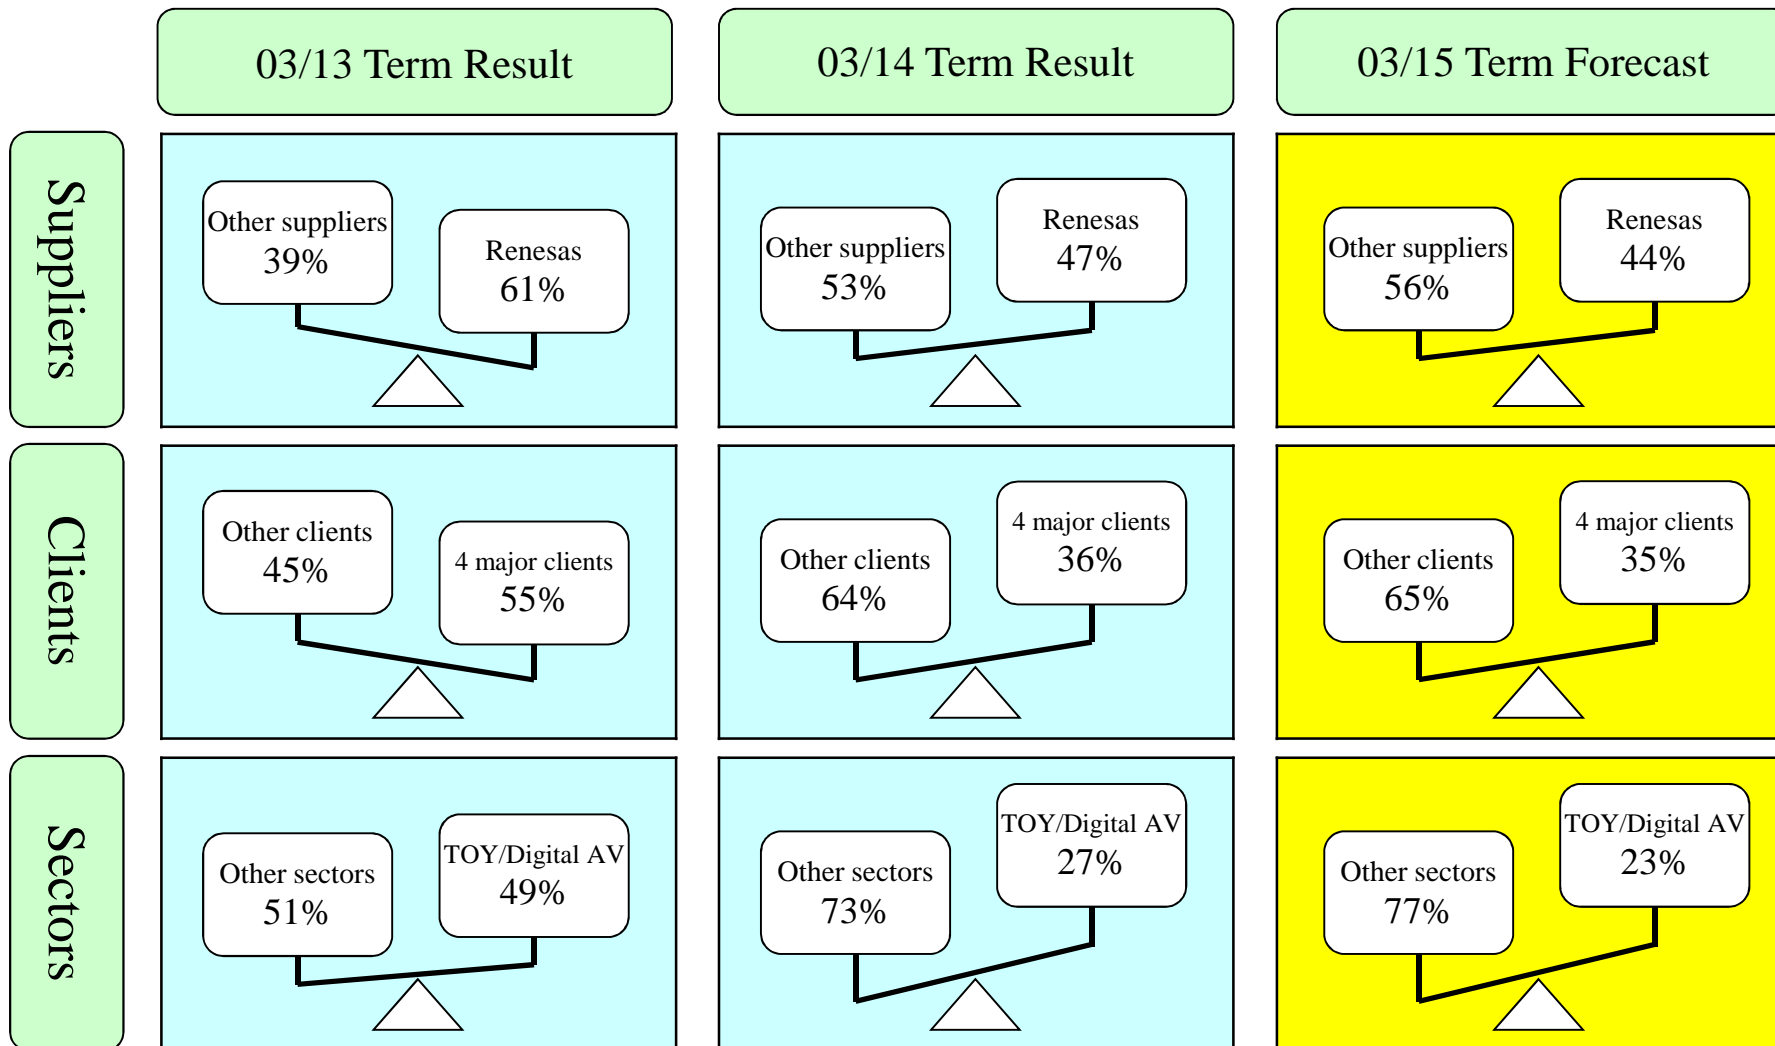 03/13 Term Result
03/14 Term Result
03/15 Term Forecast
Suppliers
Other suppliers
39%
Renesas
61%
Other suppliers
53%
Renesas
47%
Other suppliers
56%
Renesas
44%
Clients
Other clients
45%
4 major clients
55%
Other clients
64%
4 major clients
36%
Other clients
65%
4 major clients
35%
Sectors
Other sectors
51%
TOY/Digital AV
49%
Other sectors
73%
TOY/Digital AV
27%
Other sectors
77%
TOY/Digital AV
23%